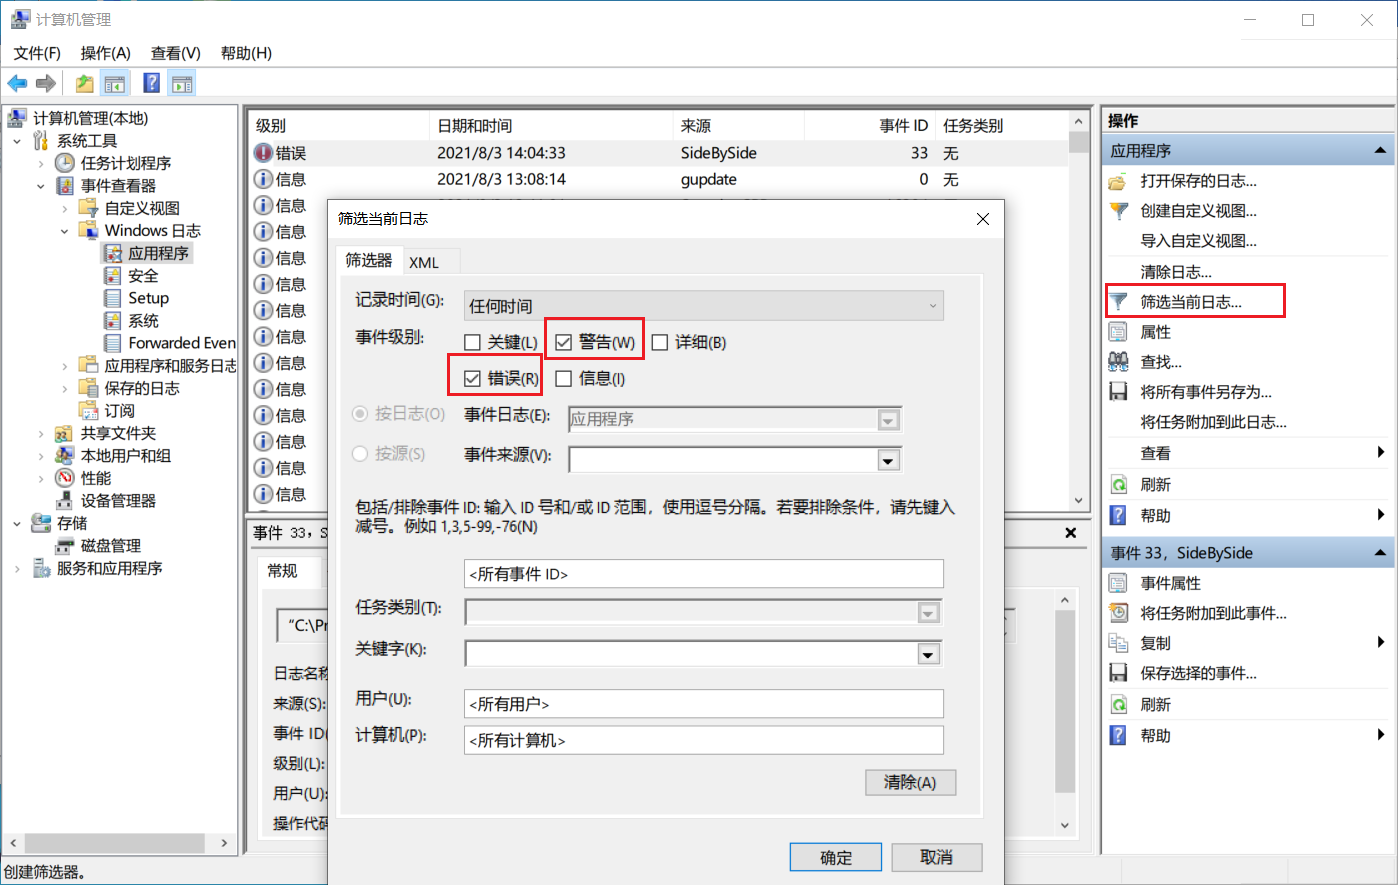 计算机管理
文件(F) 操作(A) 查看(V) 帮助(H)
计算机管理(本地)
系统工具
任务计划程序
事件查看器
自定义视图
Windows 日志
应用程序
安全
Setup
系统
Forwarded Even
应用程序和服务日志
保存的日志
订阅
共享文件夹
本地用户和组
性能
设备管理器
存储
磁盘管理
服务和应用程序
级别 日期和时间 来源 事件 ID 任务类别
错误 2021/8/3 14:04:33 SideBySide 33 无
信息 2021/8/3 13:08:14 gupdate 0 无
信息
信息
信息
信息
信息
信息
信息
信息
信息
信息
信息
信息
事件 33，S
常规
“C:\Pr
日志名称
来源(S):
事件 ID(
级别(L):
用户(U):
操作代码
筛选当前日志
筛选器 XML
记录时间(G): 任何时间
事件级别: 关键(L) 警告(W) 详细(B)
错误(R) 信息(I)
按日志(O) 事件日志(E): 应用程序
按源(S) 事件来源(V):
包括/排除事件 ID: 输入 ID 号和/或 ID 范围，使用逗号分隔。若要排除条件，请先键入
减号。例如 1,3,5-99,-76(N)
<所有事件 ID>
任务类别(T):
关键字(K):
用户(U): <所有用户>
计算机(P): <所有计算机>
清除(A)
确定 取消
操作
应用程序
打开保存的日志...
创建自定义视图...
导入自定义视图...
清除日志...
筛选当前日志...
属性
查找...
将所有事件另存为...
将任务附加到此日志...
查看
刷新
帮助
事件 33，SideBySide
事件属性
将任务附加到此事件...
复制
保存选择的事件...
刷新
帮助
创建筛选器。